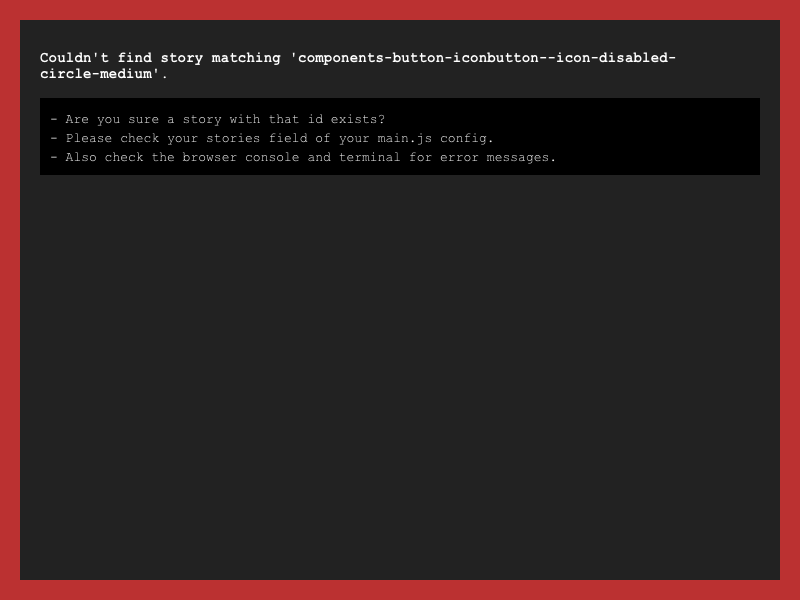 Couldn't find story matching 'components-button-iconbutton--icon-disabled-
circle-medium'.
- Are you sure a story with that id exists?
- Please check your stories field of your main.js config.
- Also check the browser console and terminal for error messages.